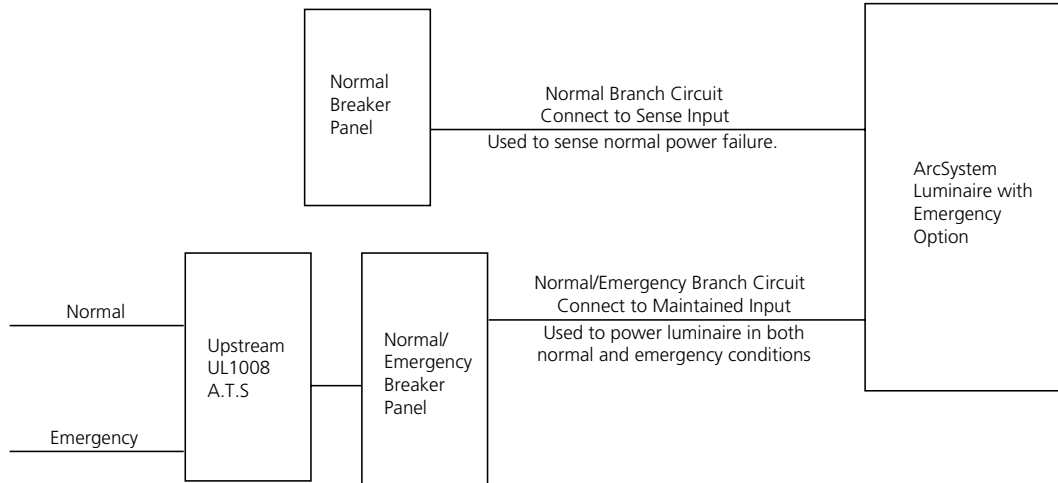 Normal
Breaker
Panel
Normal Branch Circuit
Connect to Sense Input
Used to sense normal power failure.
ArcSystem
Luminaire with
Emergency
Option
Normal
Emergency
Upstream
UL1008
A.T.S
Normal/
Emergency
Breaker
Panel
Normal/Emergency Branch Circuit
Connect to Maintained Input
Used to power luminaire in both
normal and emergency conditions